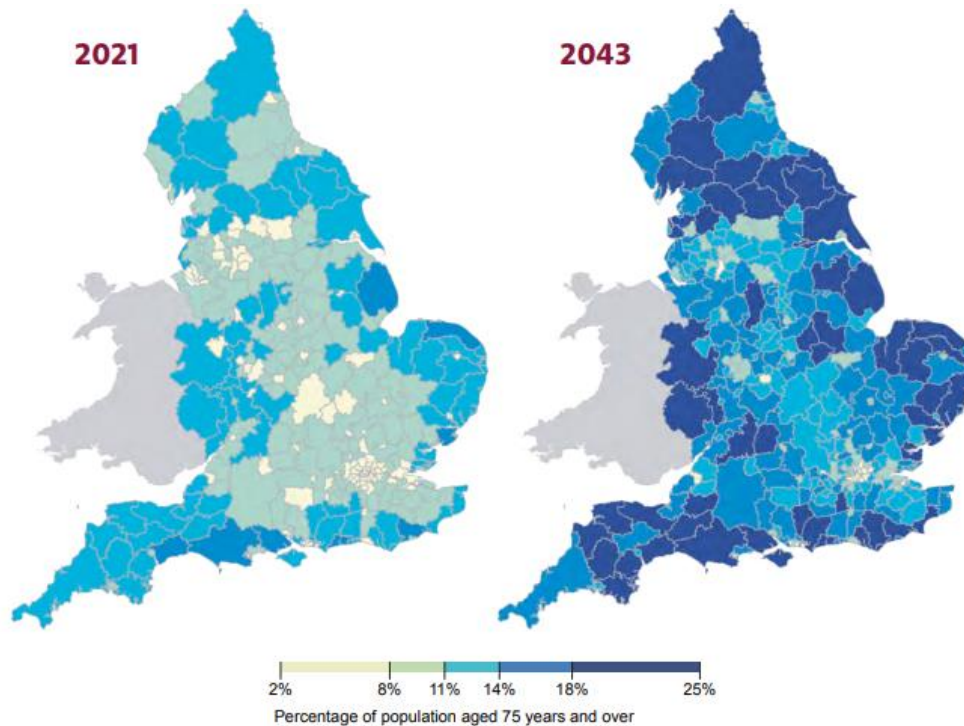 2021
2043
2% 8% 11% 14% 18% 25%
Percentage of population aged 75 years and over